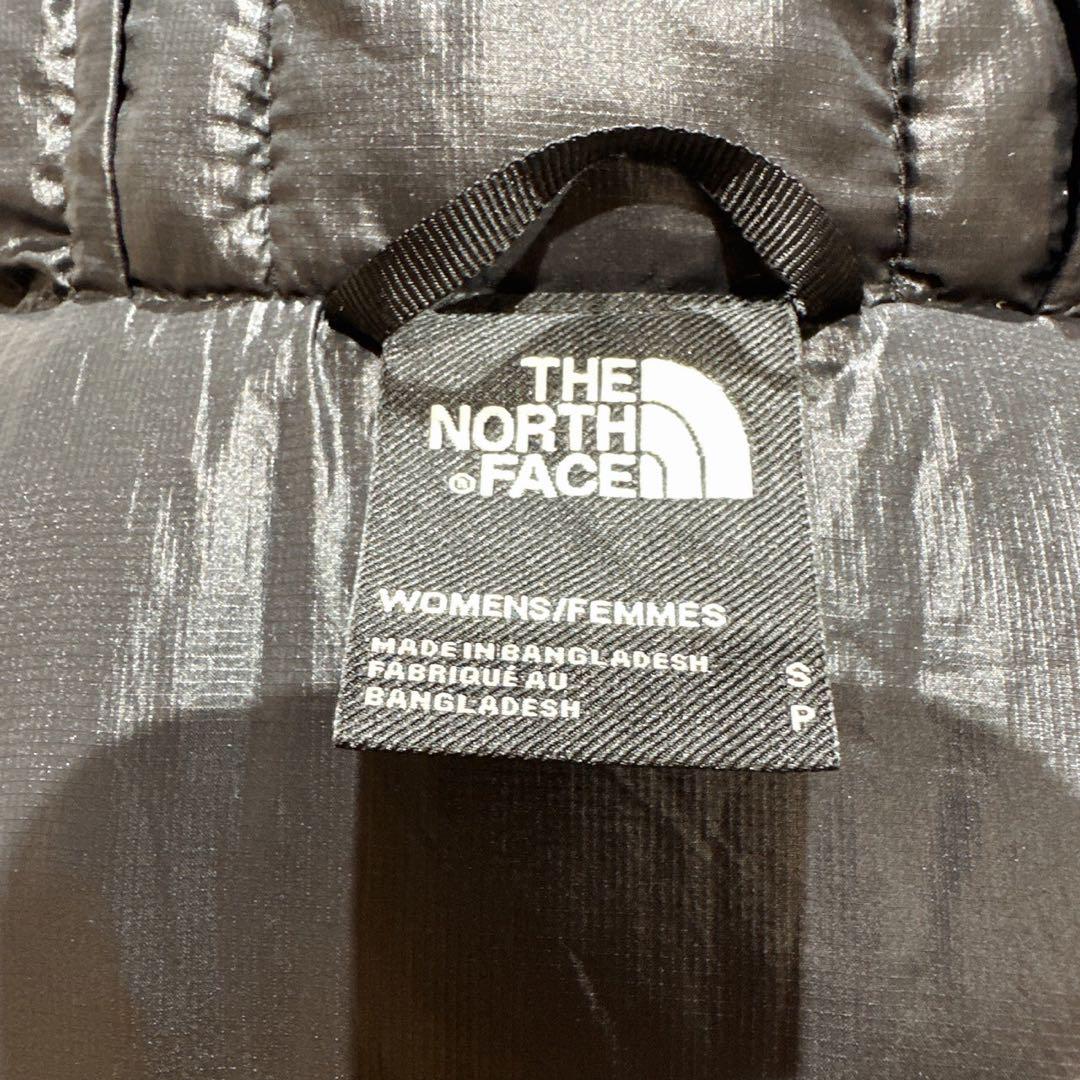 THE
NORTH
®FACE
WOMENS/FEMMES
MADE IN BANGLADESH
FABRIQUÉ AU
BANGLADESH
S
P